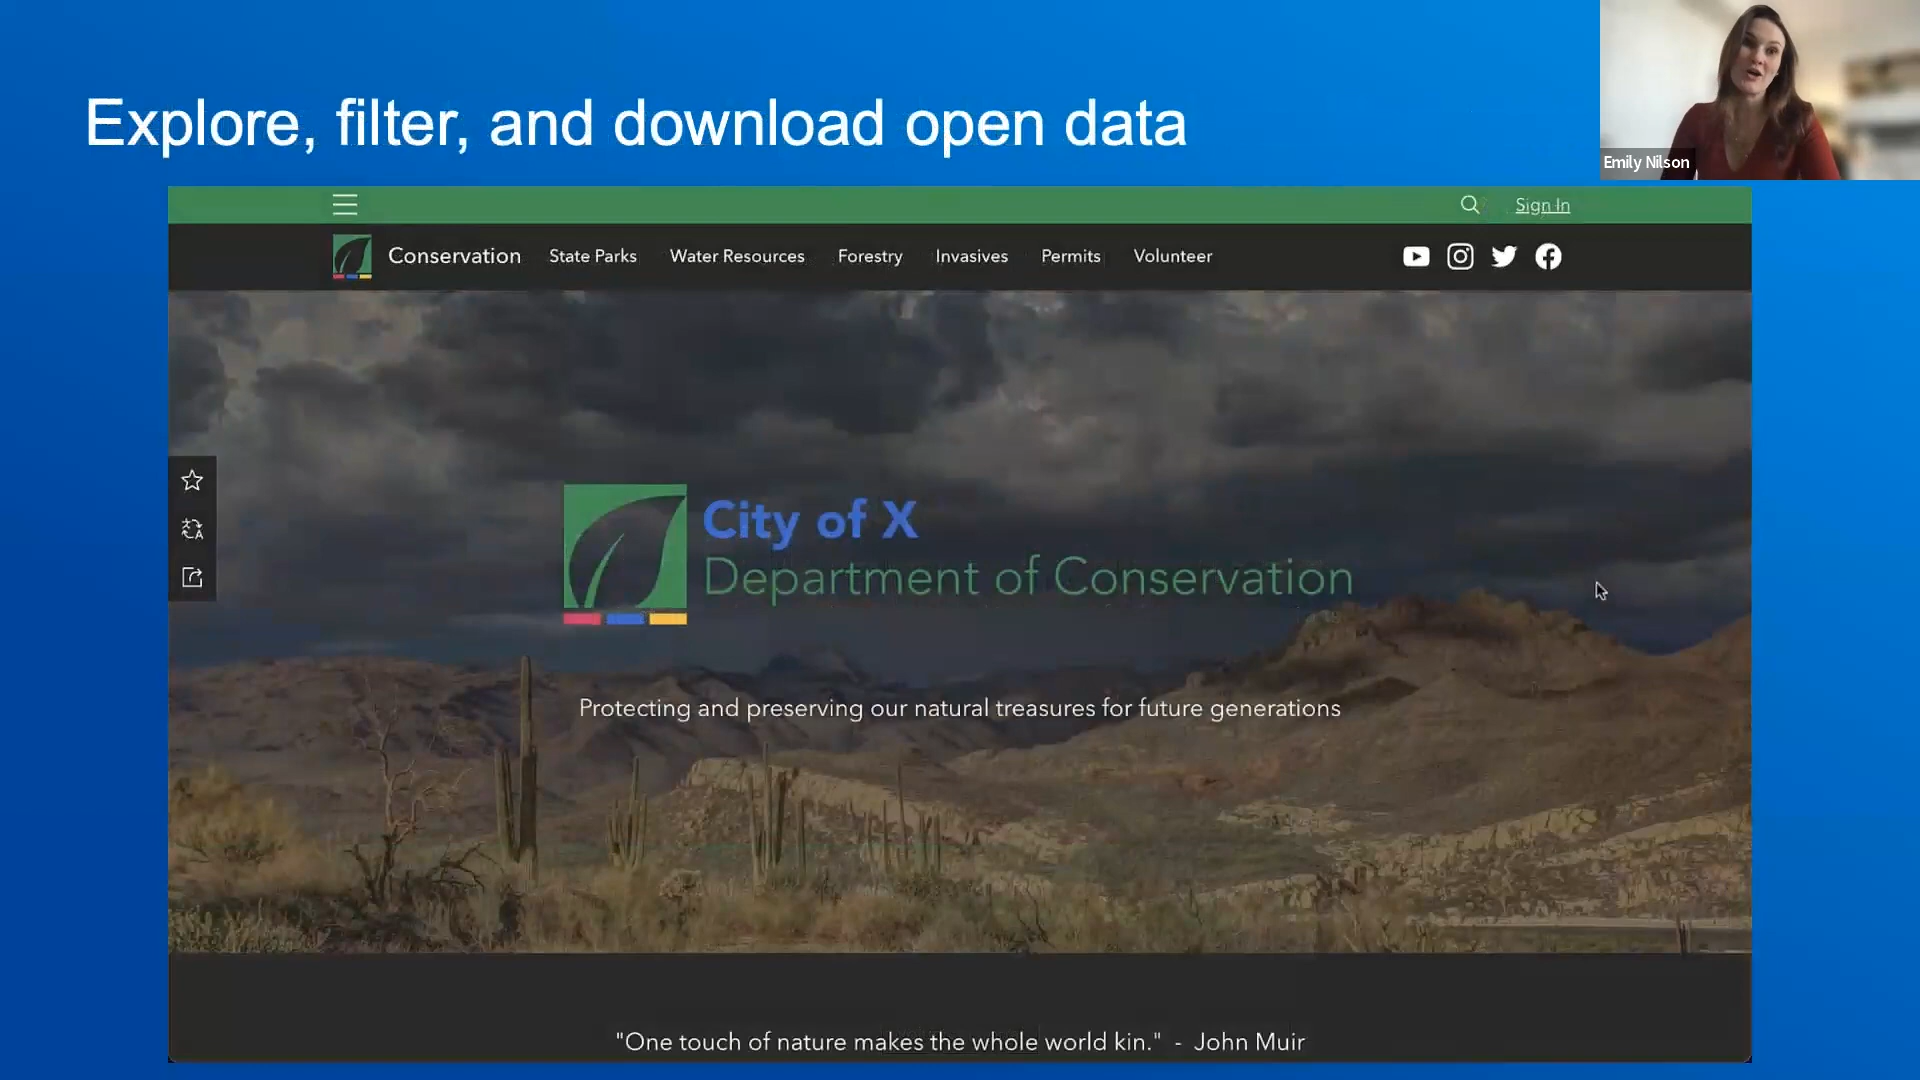 Explore, filter, and download open data
Emily Nilson
Sign In
Conservation State Parks Water Resources Forestry Invasives Permits Volunteer
City of X
Department of Conservation
Protecting and preserving our natural treasures for future generations
"One touch of nature makes the whole world kin." - John Muir